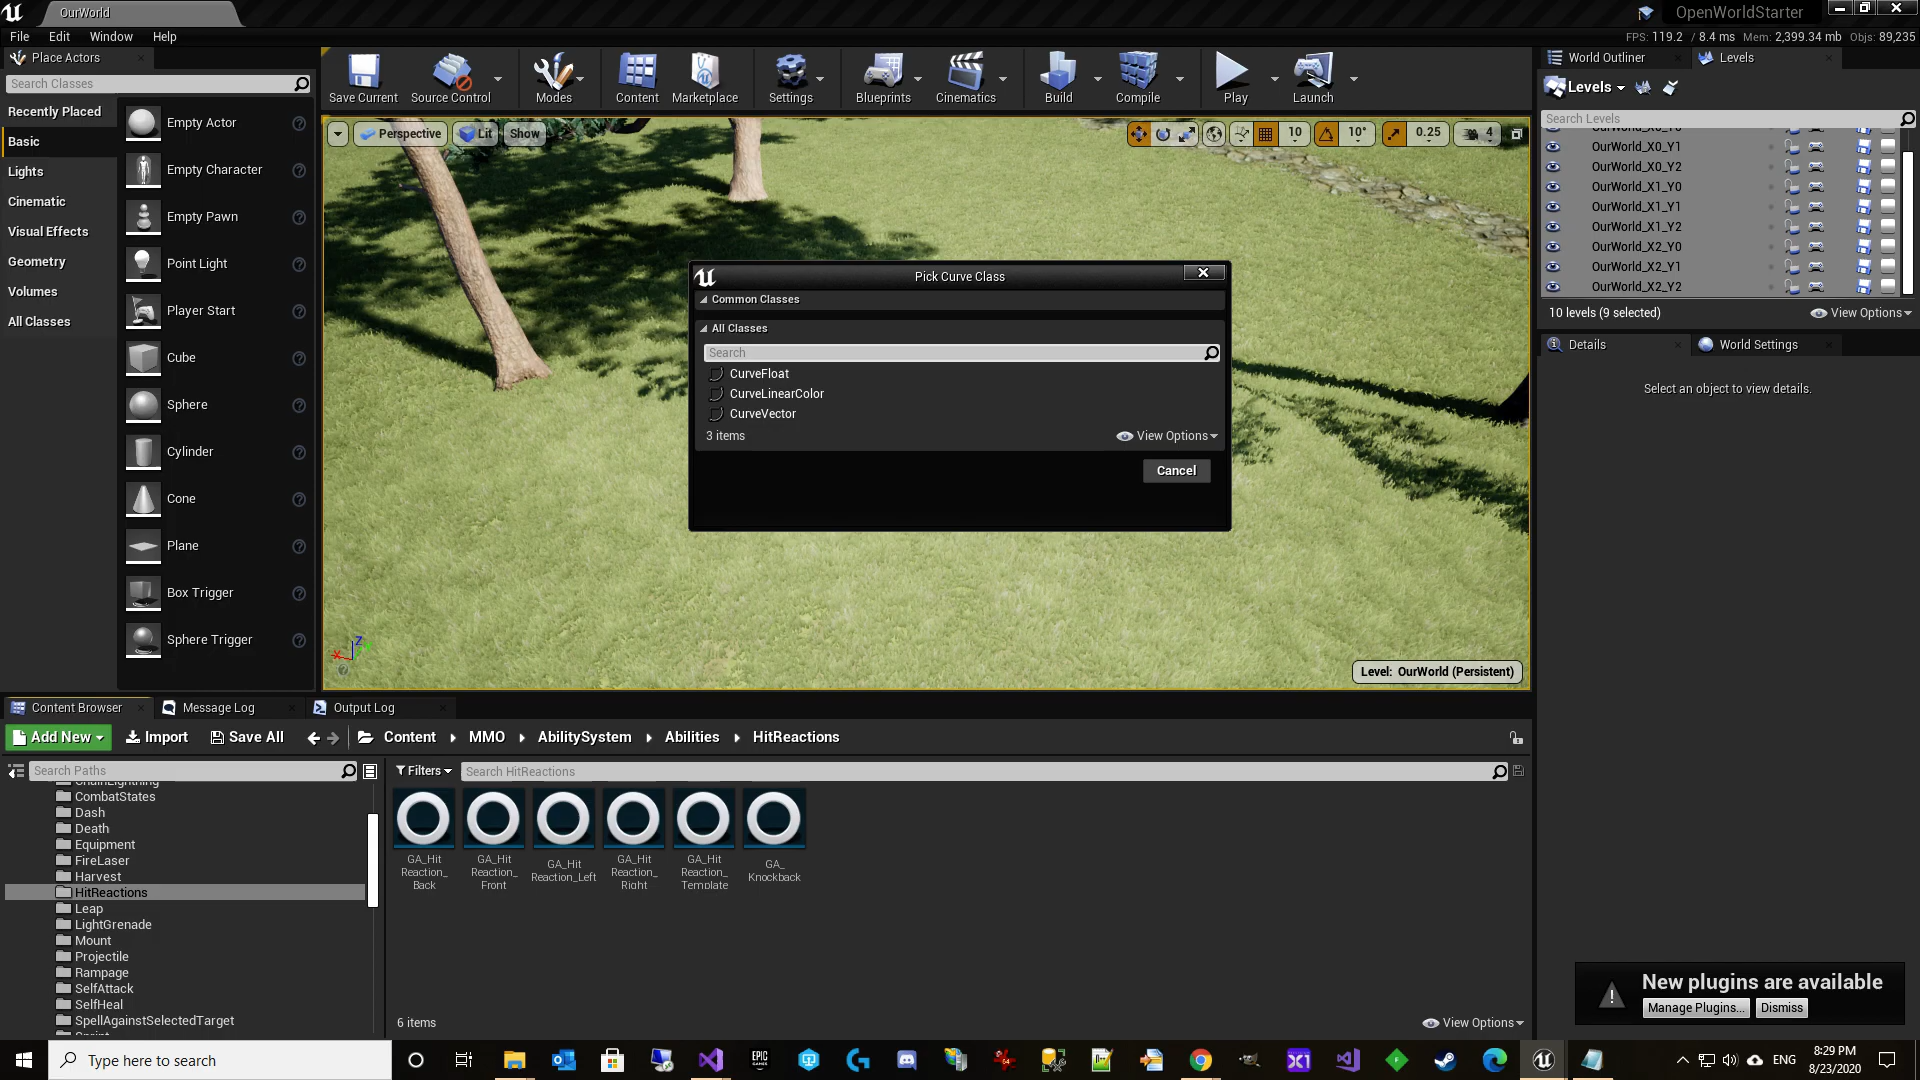 OurWorld
OpenWorldStarter
File Edit Window Help
FPS: 119.2 / 8.4 ms Mem: 2,399.34 mb Objs: 89,235
Place Actors
Search Classes
Recently Placed
Basic
Lights
Cinematic
Visual Effects
Geometry
Volumes
All Classes
Empty Actor
Empty Character
Empty Pawn
Point Light
Player Start
Cube
Sphere
Cylinder
Cone
Plane
Box Trigger
Sphere Trigger
Save Current Source Control Modes Content Marketplace Settings Blueprints Cinematics Build Compile Play Launch
Perspective Lit Show
10 10° 0.25 4
Pick Curve Class
Common Classes
All Classes
Search
CurveFloat
CurveLinearColor
CurveVector
3 items View Options
Cancel
Z
X
Level: OurWorld (Persistent)
World Outliner Levels
Levels
Search Levels
OurWorld_X0_Y0
OurWorld_X0_Y1
OurWorld_X0_Y2
OurWorld_X1_Y0
OurWorld_X1_Y1
OurWorld_X1_Y2
OurWorld_X2_Y0
OurWorld_X2_Y1
OurWorld_X2_Y2
10 levels (9 selected) View Options
Details World Settings
Select an object to view details.
Content Browser Message Log Output Log
Add New Import Save All Content MMO AbilitySystem Abilities HitReactions
Search Paths
Filters Search HitReactions
ChainLightning
CombatStates
Dash
Death
Equipment
FireLaser
Harvest
HitReactions
Leap
LightGrenade
Mount
Projectile
Rampage
SelfAttack
SelfHeal
SpellAgainstSelectedTarget
Sprint
GA_Hit
Reaction_
Back
GA_Hit
Reaction_
Front
GA_Hit
Reaction_Left
GA_Hit
Reaction_
Right
GA_Hit
Reaction_
Template
GA_
Knockback
6 items View Options
New plugins are available
Manage Plugins... Dismiss
Type here to search
EPIC
GAMES
ENG
8:29 PM
8/23/2020